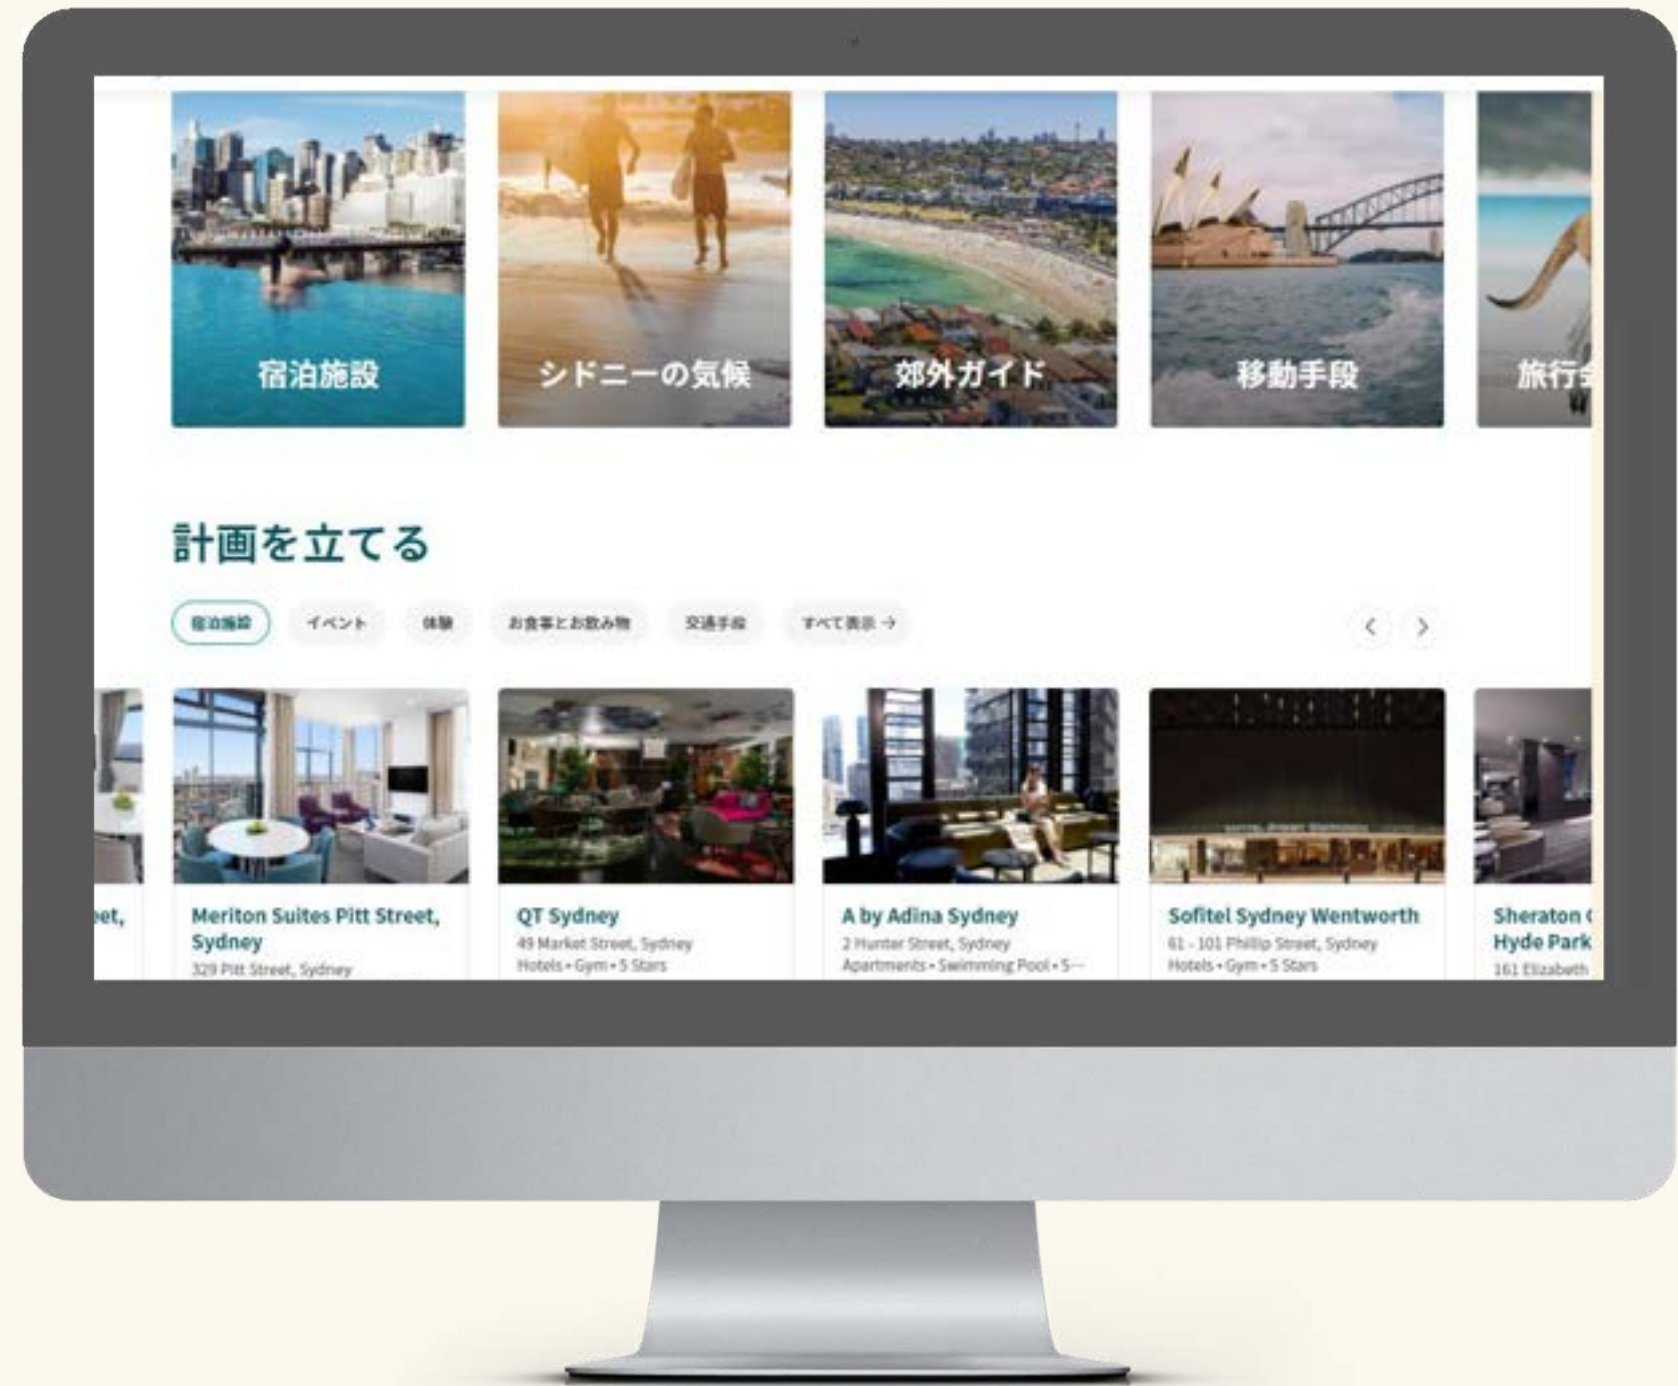 宿泊施設
シドニーの気候
郊外ガイド
移動手段
旅行会
計画を立てる
宿泊施設
イベント
体験
お食事とお飲み物
交通手段
すべて表示 →
eet,
Meriton Suites Pitt Street,
Sydney
329 Pitt Street, Sydney
QT Sydney
49 Market Street, Sydney
Hotels • Gym • 5 Stars
A by Adina Sydney
2 Hunter Street, Sydney
Apartments • Swimming Pool • 5…
Sofitel Sydney Wentworth
61 - 101 Phillip Street, Sydney
Hotels • Gym • 5 Stars
Sheraton
Hyde Park
161 Elizabeth